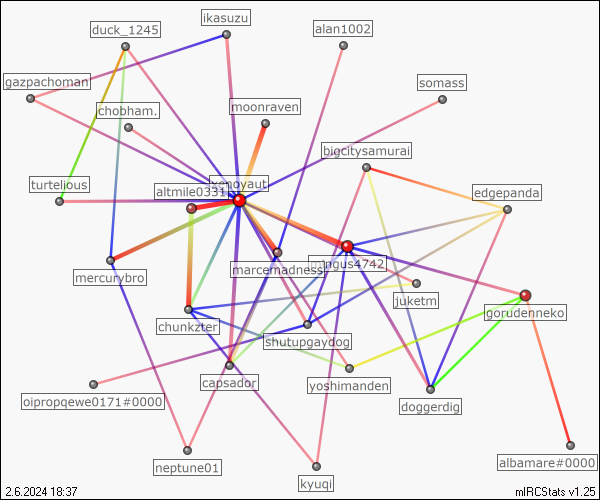 ikasuzu
duck_1245
alan1002
gazpachoman
somass
chobham.
moonraven
bigcitysamurai
turtelious
xenoyaut
altmile0331
edgepanda
mercurybro
marcemadness
mingus4742
juketm
gorudenneko
chunkzter
shutupgaydog
capsador
yoshimanden
oipropqewe0171#0000
doggerdig
neptune01
albamare#0000
kyuqi
2.6.2024 18:37
mIRCStats v1.25